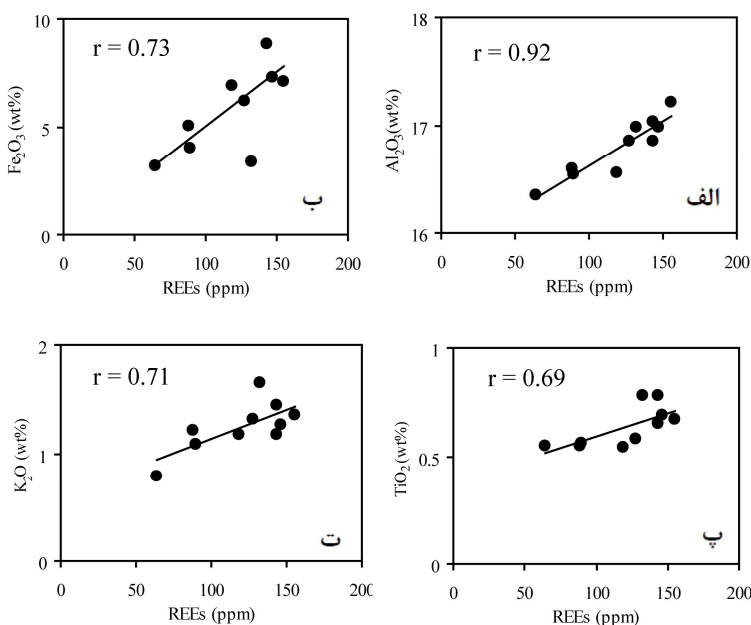 r = 0.92
Al₂O₃(wt%)
18
17
16
الف
0 50 100 150 200
REEs (ppm)
r = 0.73
Fe₂O₃(wt%)
10
5
0
ب
0 50 100 150 200
REEs (ppm)
r = 0.69
TiO₂ (wt%)
1
0.5
0
پ
0 50 100 150 200
REEs (ppm)
r = 0.71
K₂O (wt%)
2
1
0
ت
0 50 100 150 200
REEs (ppm)